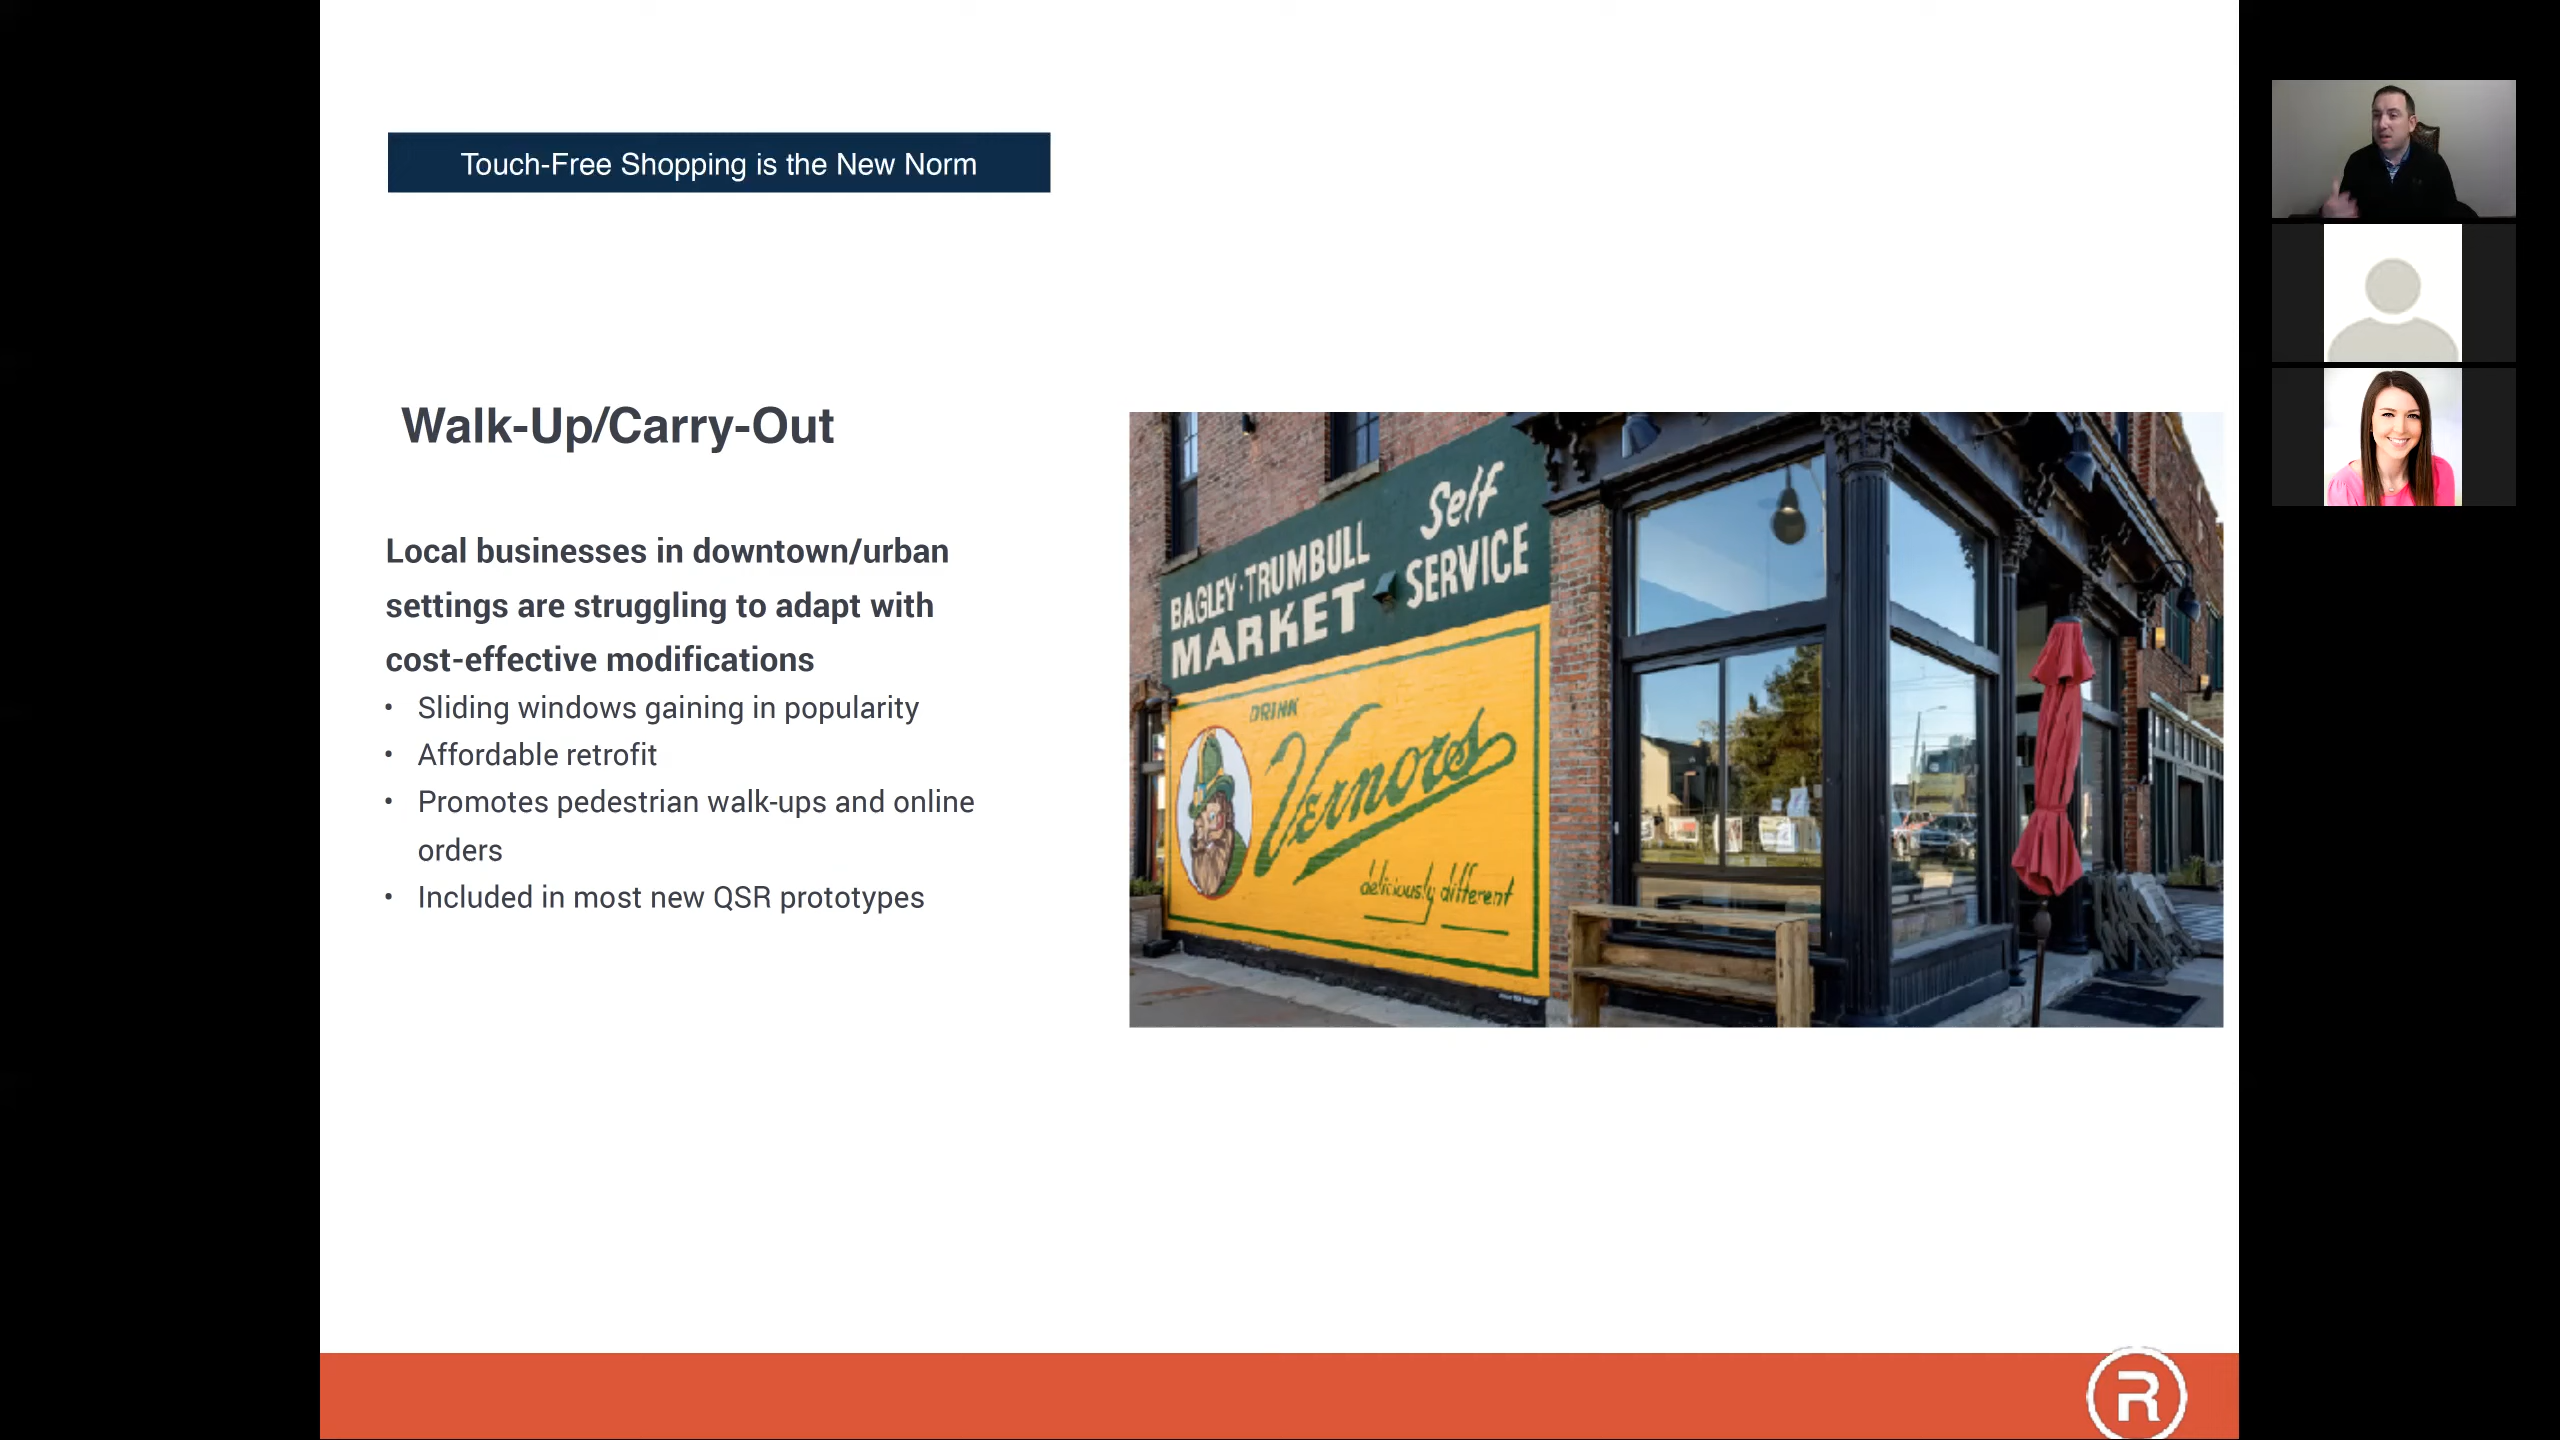 Touch-Free Shopping is the New Norm
Walk-Up/Carry-Out
Local businesses in downtown/urban
settings are struggling to adapt with
cost-effective modifications
• Sliding windows gaining in popularity
• Affordable retrofit
• Promotes pedestrian walk-ups and online
orders
• Included in most new QSR prototypes
BAGLEY·TRUMBULL
MARKET
Self
SERVICE
DRINK
Vernors
deliciously different
R